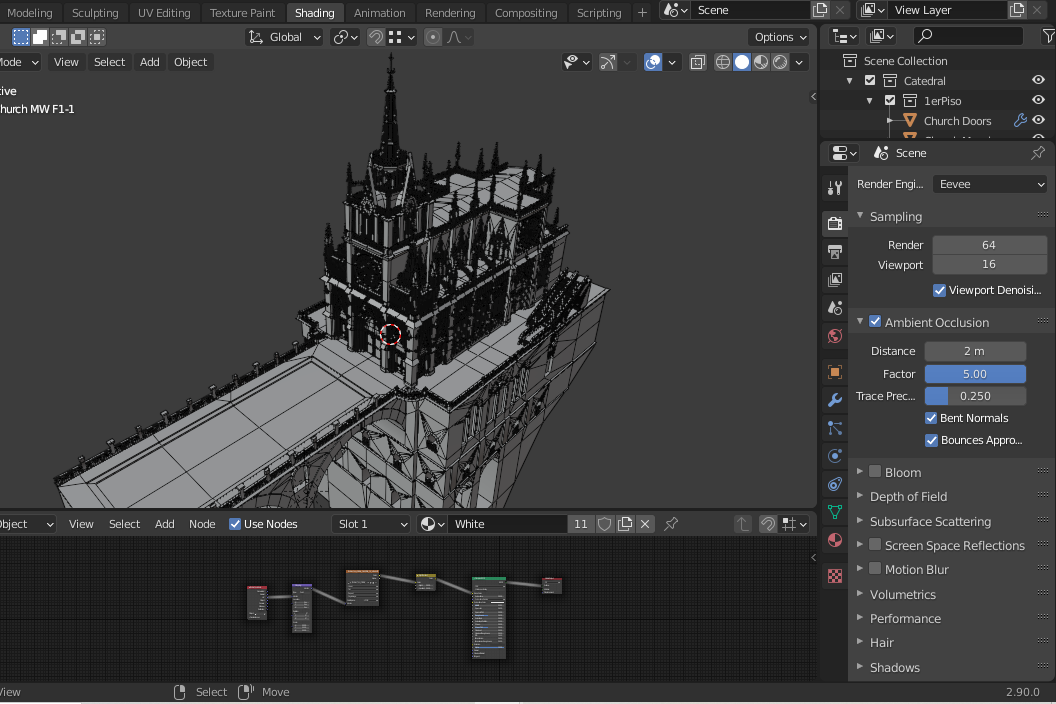 Modeling Sculpting UV Editing Texture Paint Shading Animation Rendering Compositing Scripting + Scene View Layer
Global Options
Mode View Select Add Object
tive
hurch MW F1-1
Scene Collection
Catedral
1erPiso
Church Doors
Scene
Render Engi... Eevee
Sampling
Render 64
Viewport 16
Viewport Denoisi...
Ambient Occlusion
Distance 2 m
Factor 5.00
Trace Prec... 0.250
Bent Normals
Bounces Appro...
Bloom
Depth of Field
Subsurface Scattering
Screen Space Reflections
Motion Blur
Volumetrics
Performance
Hair
Shadows
Object View Select Add Node Use Nodes Slot 1 White 11
View Select Move 2.90.0